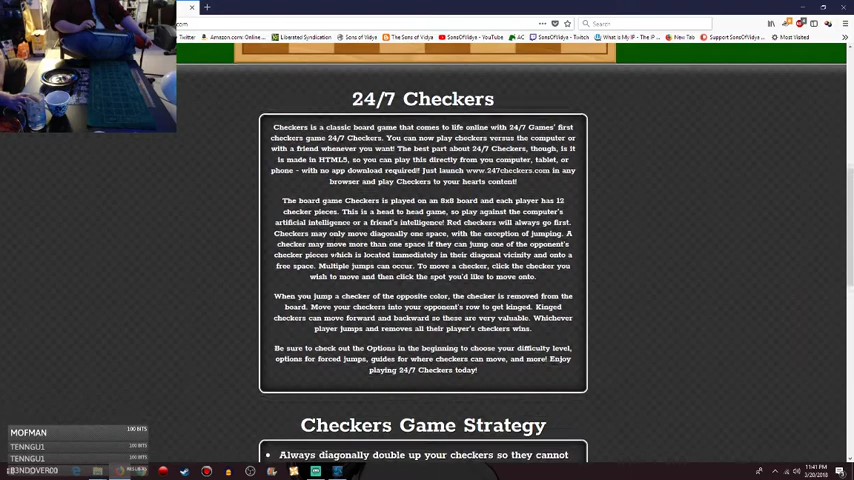 com
Search
Twitter
Amazon.com: Online ...
Liberated Syndication
Sons of Vidya
The Sons of Vidya
SonsOfVidya - YouTube
AC
Twitch.com/SonsOfVidya
What Is My IP - The IP ...
New Tab
Support SonsOfVidya ...
Most Visited
24/7 Checkers
Checkers is a classic board game that comes to life online with 24/7 Games' first
checkers game 24/7 Checkers. You can now play checkers versus the computer or
with a friend whenever you want! The best part about 24/7 Checkers, though, is it
is made in HTML5, so you can play this directly from you computer, tablet, or
phone - with no app download required!! Just launch www.247checkers.com in any
browser and play Checkers to your hearts content!
The board game Checkers is played on an 8x8 board and each player has 12
checker pieces. This is a head to head game, so play against the computer's
artificial intelligence or a friend's intelligence! Red checkers will always go first.
Checkers may only move diagonally one space, with the exception of jumping. A
checker may move more than one space if they can jump one of the opponent's
checker pieces which is located immediately in their diagonal vicinity and onto a
free space. Multiple jumps can occur. To move a checker, click the checker you
wish to move and then click the spot you'd like to move onto.
When you jump a checker of the opposite color, the checker is removed from the
board. Move your checkers into your opponent's row to get kinged. Kinged
checkers can move forward and backward so these are very valuable. Whichever
player jumps and removes all their player's checkers wins.
Be sure to check out the Options in the beginning to choose your difficulty level,
options for forced jumps, guides for where checkers can move, and more! Enjoy
playing 24/7 Checkers today!
Checkers Game Strategy
Always diagonally double up your checkers so they cannot
MOFMAN 100 BITS
TENNGU1 100 BITS
TENNGU1 100 BITS
B3NDOVER00
11:41 PM
3/20/2018